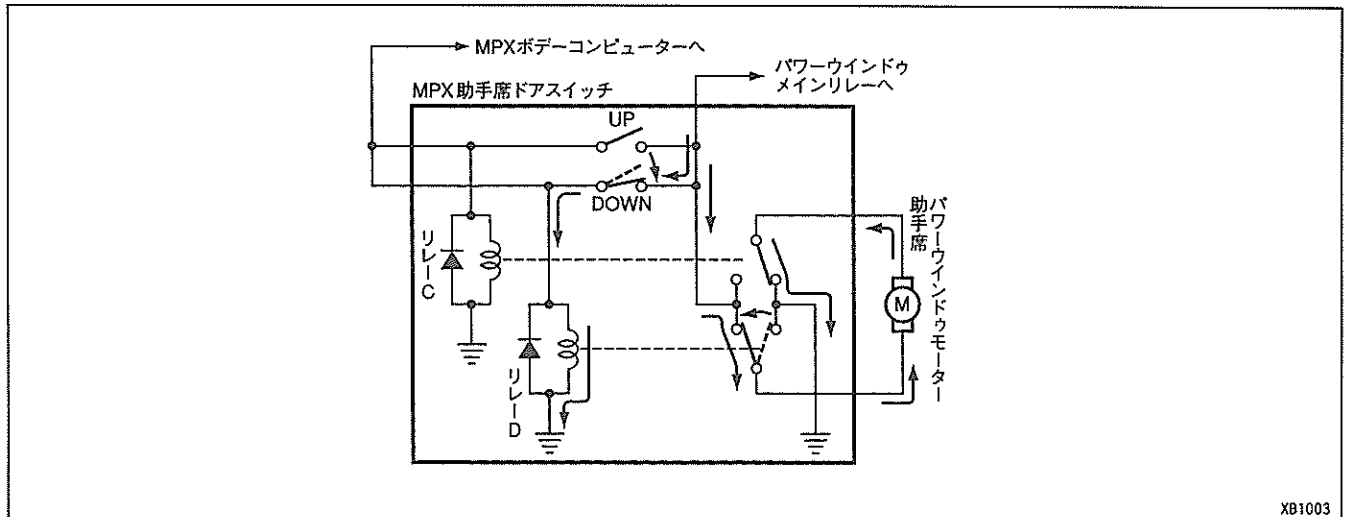 MPXボデーコンピューターへ
パワーウインドゥ
メインリレーへ
MPX助手席ドアスイッチ
UP
DOWN
リレーC
リレーD
M
助手席
パワーウインドゥモーター
XB1003